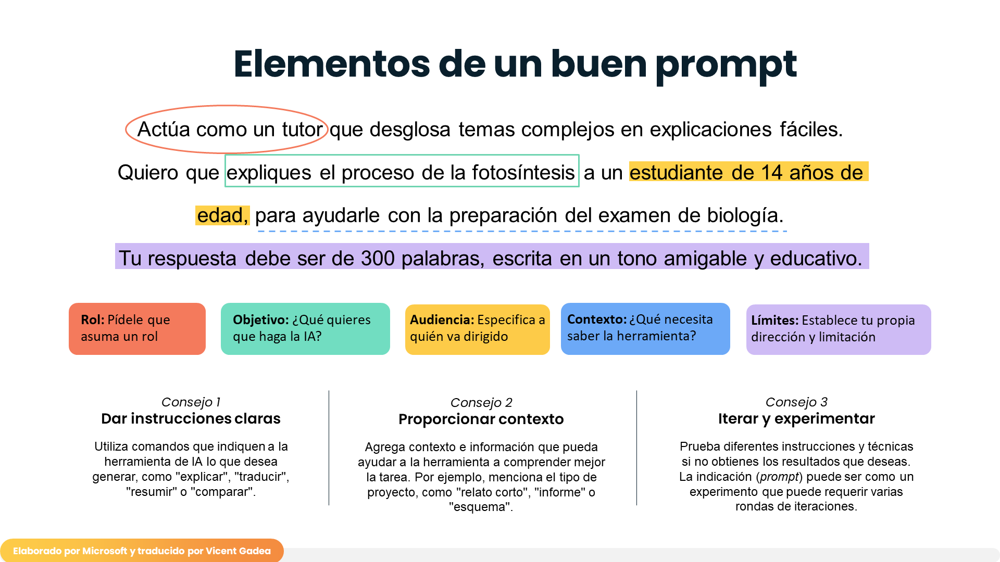 Elementos de un buen prompt
Actúa como un tutor que desglosa temas complejos en explicaciones fáciles.
Quiero que expliques el proceso de la fotosíntesis a un estudiante de 14 años de
edad, para ayudarle con la preparación del examen de biología.
Tu respuesta debe ser de 300 palabras, escrita en un tono amigable y educativo.
Rol: Pídele que
asuma un rol
Objetivo: ¿Qué quieres
que haga la IA?
Audiencia: Especifica a
quién va dirigido
Contexto: ¿Qué necesita
saber la herramienta?
Límites: Establece tu propia
dirección y limitación
Consejo 1
Dar instrucciones claras
Utiliza comandos que indiquen a la
herramienta de IA lo que desea
generar, como "explicar", "traducir",
"resumir" o "comparar".
Consejo 2
Proporcionar contexto
Agrega contexto e información que pueda
ayudar a la herramienta a comprender mejor
la tarea. Por ejemplo, menciona el tipo de
proyecto, como "relato corto", "informe" o
"esquema".
Consejo 3
Iterar y experimentar
Prueba diferentes instrucciones y técnicas
si no obtienes los resultados que deseas.
La indicación (prompt) puede ser como un
experimento que puede requerir varias
rondas de iteraciones.
Elaborado por Microsoft y traducido por Vicent Gadea